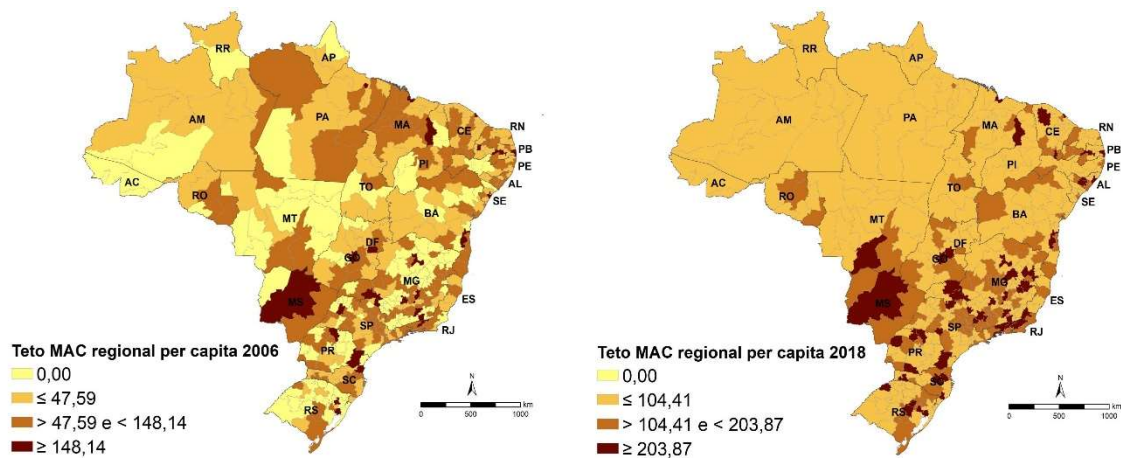 RR
AP
AM
PA
MA
CE
RN
PB
PE
AL
SE
PI
AC
RO
TO
BA
MT
DF
GO
MG
MS
ES
SP
RJ
PR
SC
RS
Teto MAC regional per capita 2006
0,00
≤ 47,59
> 47,59 e < 148,14
≥ 148,14
N
0 500 1000 km
RR
AP
AM
PA
MA
CE
RN
PB
PE
AL
SE
PI
AC
RO
TO
BA
MT
DF
GO
MG
MS
ES
SP
RJ
PR
SC
RS
Teto MAC regional per capita 2018
0,00
≤ 104,41
> 104,41 e < 203,87
≥ 203,87
N
0 500 1000 km